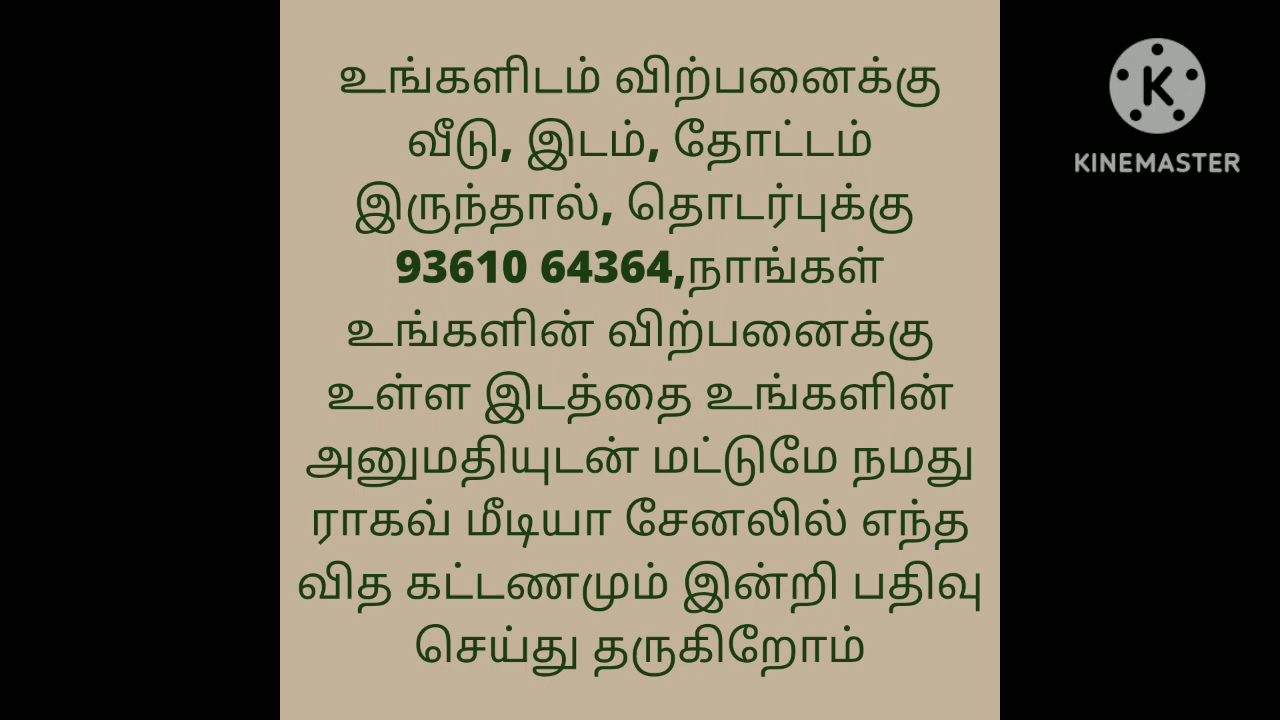 உங்களிடம் விற்பனைக்கு
வீடு, இடம், தோட்டம்
இருந்தால், தொடர்புக்கு
93610 64364,நாங்கள்
உங்களின் விற்பனைக்கு
உள்ள இடத்தை உங்களின்
அனுமதியுடன் மட்டுமே நமது
ராகவ் மீடியா சேனலில் எந்த
வித கட்டணமும் இன்றி பதிவு
செய்து தருகிறோம்
K
KINEMASTER